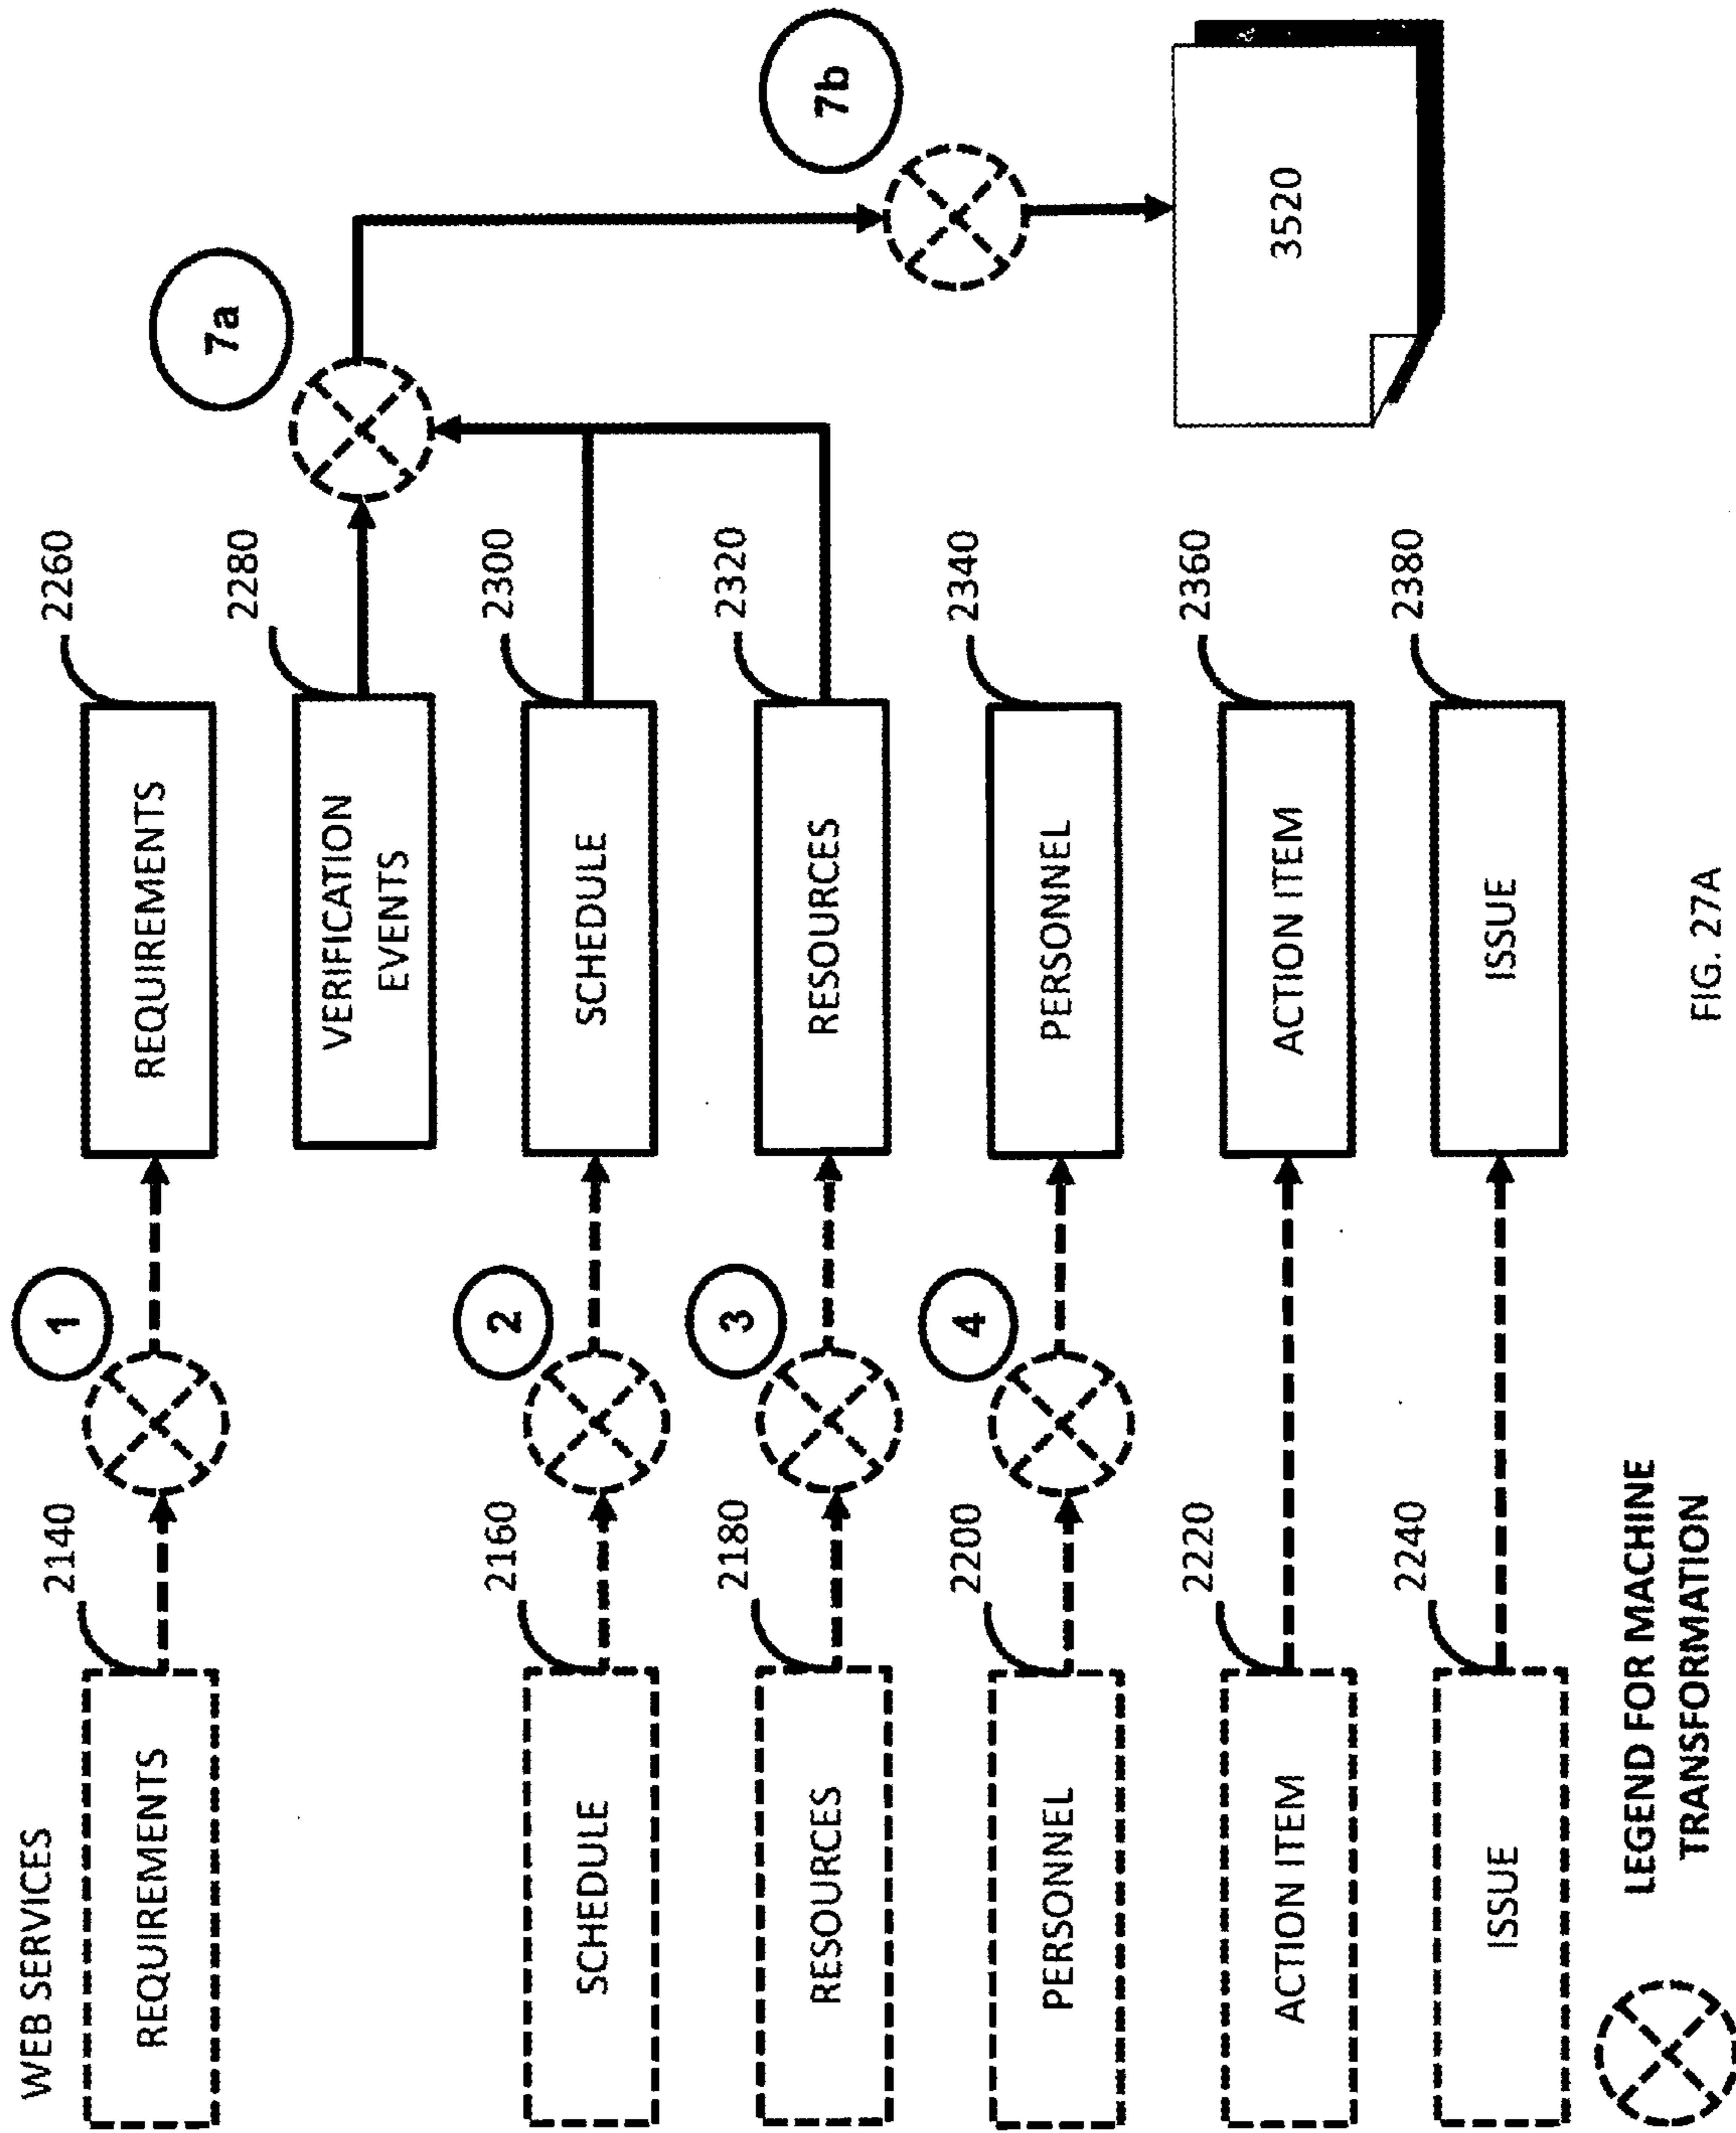 WEB SERVICES
2140
1
2260
REQUIREMENTS
REQUIREMENTS
7a
2280
VERIFICATION
EVENTS
2160
2
2300
SCHEDULE
SCHEDULE
2180
3
2320
RESOURCES
RESOURCES
7b
2200
4
2340
PERSONNEL
PERSONNEL
2220
2360
ACTION ITEM
ACTION ITEM
3520
2240
2380
ISSUE
ISSUE
LEGEND FOR MACHINE
TRANSFORMATION
FIG. 27A